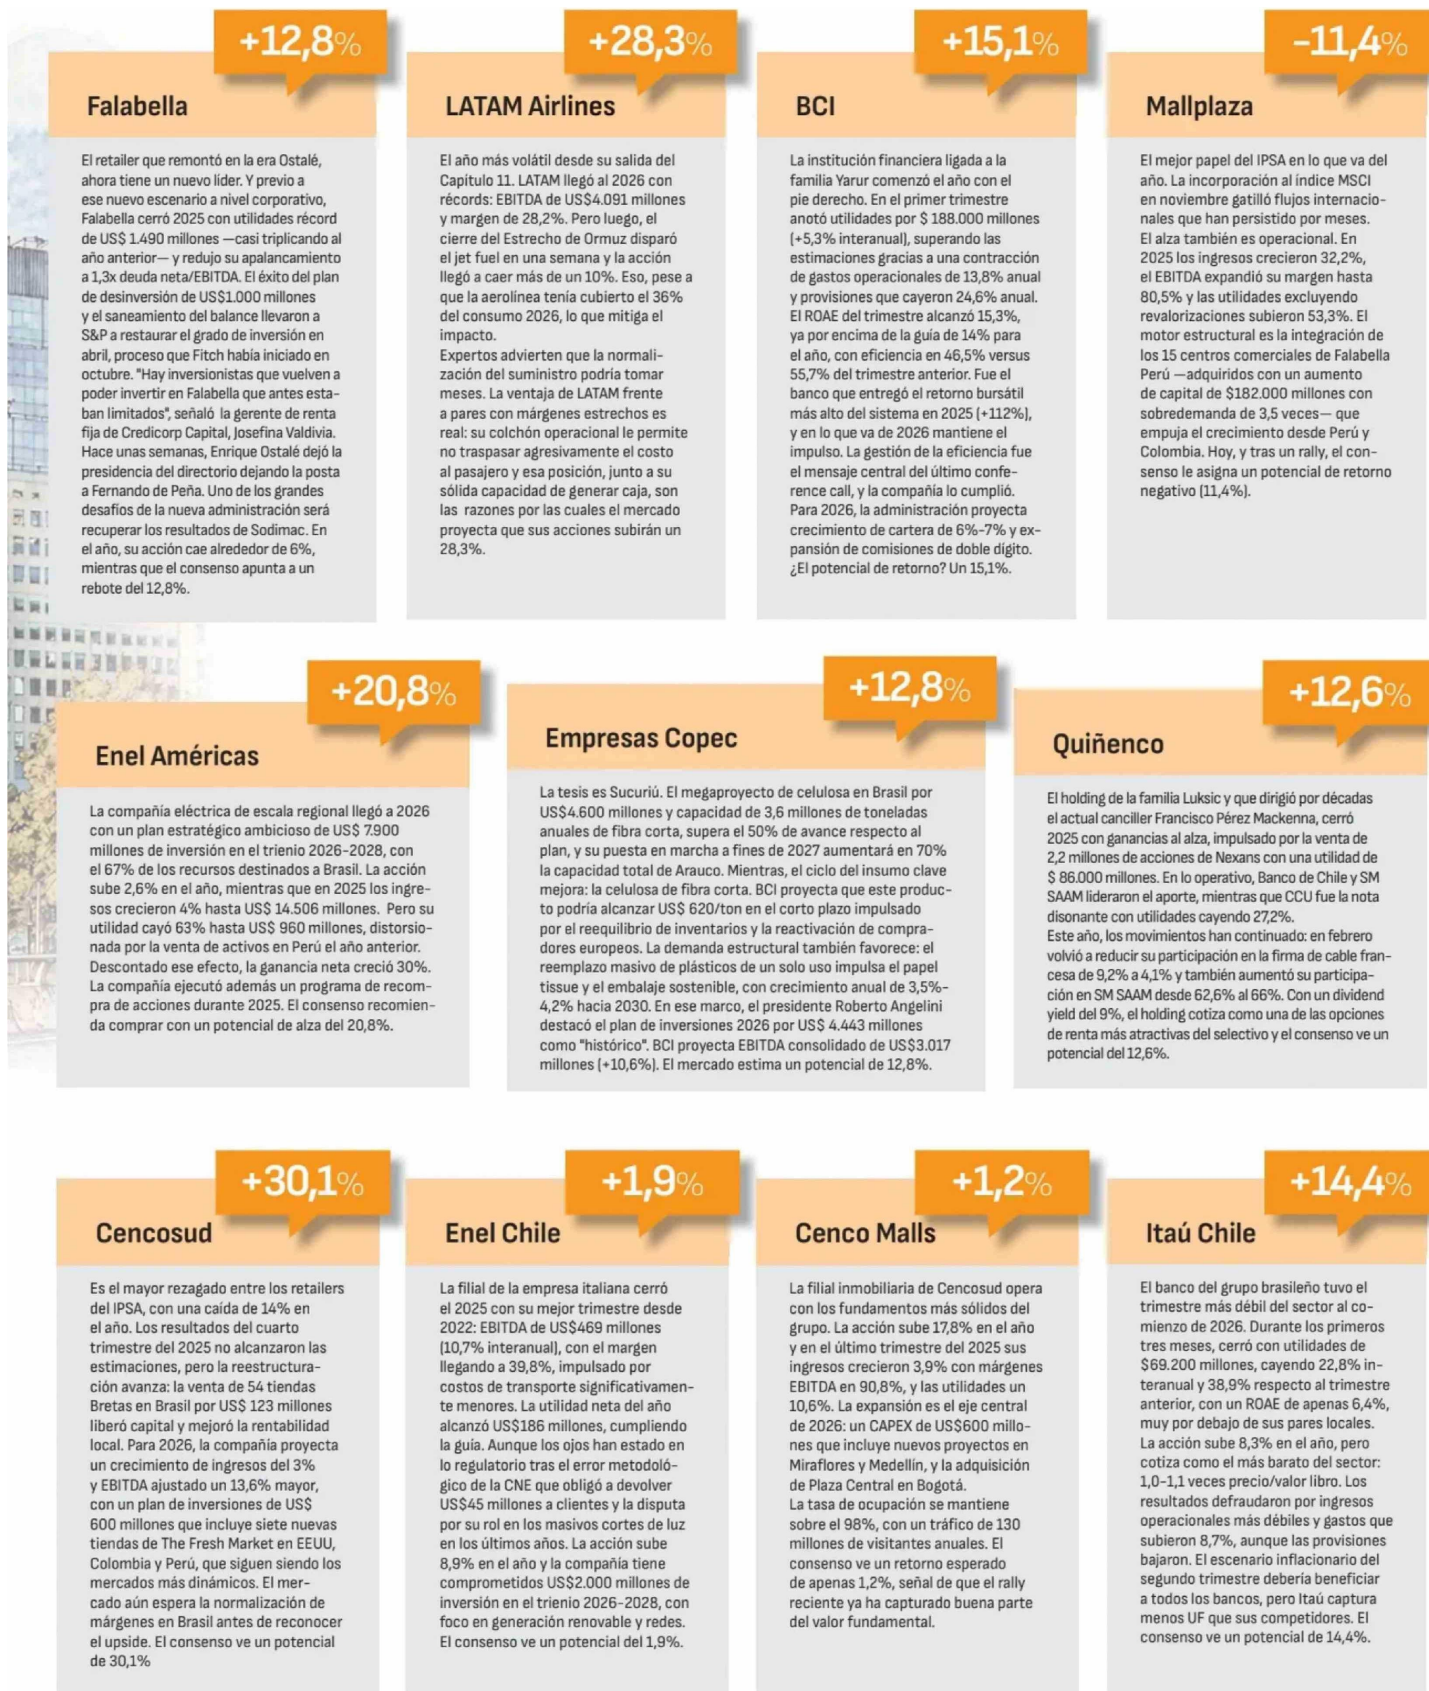 +12,8%
Falabella
El retailer que remontó en la era Ostalé,
ahora tiene un nuevo líder. Y previo a
ese nuevo escenario a nivel corporativo,
Falabella cerró 2025 con utilidades récord
de US$ 1.490 millones —casi triplicando al
año anterior— y redujo su apalancamiento
a 1,3x deuda neta/EBITDA. El éxito del plan
de desinversión de US$1.000 millones
y el saneamiento del balance llevaron a
S&P a restaurar el grado de inversión en
abril, proceso que Fitch había iniciado en
octubre. "Hay inversionistas que vuelven a
poder invertir en Falabella que antes esta-
ban limitados", señaló la gerente de renta
fija de Credicorp Capital, Josefina Valdivia.
Hace unas semanas, Enrique Ostalé dejó la
presidencia del directorio dejando la posta
a Fernando de Peña. Uno de los grandes
desafíos de la nueva administración será
recuperar los resultados de Sodimac. En
el año, su acción cae alrededor de 6%,
mientras que el consenso apunta a un
rebote del 12,8%.
+28,3%
LATAM Airlines
El año más volátil desde su salida del
Capítulo 11. LATAM llegó al 2026 con
récords: EBITDA de US$4.091 millones
y margen de 28,2%. Pero luego, el
cierre del Estrecho de Ormuz disparó
el jet fuel en una semana y la acción
llegó a caer más de un 10%. Eso, pese a
que la aerolínea tenía cubierto el 36%
del consumo 2026, lo que mitiga el
impacto.
Expertos advierten que la normali-
zación del suministro podría tomar
meses. La ventaja de LATAM frente
a pares con márgenes estrechos es
real: su colchón operacional le permite
no traspasar agresivamente el costo
al pasajero y esa posición, junto a su
sólida capacidad de generar caja, son
las razones por las cuales el mercado
proyecta que sus acciones subirán un
28,3%.
+15,1%
BCI
La institución financiera ligada a la
familia Yarur comenzó el año con el
pie derecho. En el primer trimestre
anotó utilidades por $ 188.000 millones
(+5,3% interanual), superando las
estimaciones gracias a una contracción
de gastos operacionales de 13,8% anual
y provisiones que cayeron 24,6% anual.
El ROAE del trimestre alcanzó 15,3%,
ya por encima de la guía de 14% para
el año, con eficiencia en 46,5% versus
55,7% del trimestre anterior. Fue el
banco que entregó el retorno bursátil
más alto del sistema en 2025 (+112%),
y en lo que va de 2026 mantiene el
impulso. La gestión de la eficiencia fue
el mensaje central del último confe-
rence call, y la compañía lo cumplió.
Para 2026, la administración proyecta
crecimiento de cartera de 6%-7% y ex-
pansión de comisiones de doble dígito.
¿El potencial de retorno? Un 15,1%.
-11,4%
Mallplaza
El mejor papel del IPSA en lo que va del
año. La incorporación al índice MSCI
en noviembre gatilló flujos internacio-
nales que han persistido por meses.
El alza también es operacional. En
2025 los ingresos crecieron 32,2%,
el EBITDA expandió su margen hasta
80,5% y las utilidades excluyendo
revalorizaciones subieron 53,3%. El
motor estructural es la integración de
los 15 centros comerciales de Falabella
Perú —adquiridos con un aumento
de capital de $182.000 millones con
sobredemanda de 3,5 veces— que
empuja el crecimiento desde Perú y
Colombia. Hoy, y tras un rally, el con-
senso le asigna un potencial de retorno
negativo (11,4%).
+20,8%
Enel Américas
La compañía eléctrica de escala regional llegó a 2026
con un plan estratégico ambicioso de US$ 7.900
millones de inversión en el trienio 2026-2028, con
el 67% de los recursos destinados a Brasil. La acción
sube 2,6% en el año, mientras que en 2025 los ingre-
sos crecieron 4% hasta US$ 14.506 millones. Pero su
utilidad cayó 63% hasta US$ 960 millones, distorsio-
nada por la venta de activos en Perú el año anterior.
Descontado ese efecto, la ganancia neta creció 30%.
La compañía ejecutó además un programa de recom-
pra de acciones durante 2025. El consenso recomien-
da comprar con un potencial de alza del 20,8%.
+12,8%
Empresas Copec
La tesis es Sucuriú. El megaproyecto de celulosa en Brasil por
US$4.600 millones y capacidad de 3,6 millones de toneladas
anuales de fibra corta, supera el 50% de avance respecto al
plan, y su puesta en marcha a fines de 2027 aumentará en 70%
la capacidad total de Arauco. Mientras, el ciclo del insumo clave
mejora: la celulosa de fibra corta. BCI proyecta que este produc-
to podría alcanzar US$ 620/ton en el corto plazo impulsado
por el reequilibrio de inventarios y la reactivación de compra-
dores europeos. La demanda estructural también favorece: el
reemplazo masivo de plásticos de un solo uso impulsa el papel
tissue y el embalaje sostenible, con crecimiento anual de 3,5%-
4,2% hacia 2030. En ese marco, el presidente Roberto Angelini
destacó el plan de inversiones 2026 por US$ 4.443 millones
como "histórico". BCI proyecta EBITDA consolidado de US$3.017
millones (+10,6%). El mercado estima un potencial de 12,8%.
+12,6%
Quiñenco
El holding de la familia Luksic y que dirigió por décadas
el actual canciller Francisco Pérez Mackenna, cerró
2025 con ganancias al alza, impulsado por la venta de
2,2 millones de acciones de Nexans con una utilidad de
$ 86.000 millones. En lo operativo, Banco de Chile y SM
SAAM lideraron el aporte, mientras que CCU fue la nota
disonante con utilidades cayendo 27,2%.
Este año, los movimientos han continuado: en febrero
volvió a reducir su participación en la firma de cable fran-
cesa de 9,2% a 4,1% y también aumentó su participa-
ción en SM SAAM desde 62,6% al 66%. Con un dividend
yield del 9%, el holding cotiza como una de las opciones
de renta más atractivas del selectivo y el consenso ve un
potencial del 12,6%.
+30,1%
Cencosud
Es el mayor rezagado entre los retailers
del IPSA, con una caída de 14% en
el año. Los resultados del cuarto
trimestre del 2025 no alcanzaron las
estimaciones, pero la reestructura-
ción avanza: la venta de 54 tiendas
Bretas en Brasil por US$ 123 millones
liberó capital y mejoró la rentabilidad
local. Para 2026, la compañía proyecta
un crecimiento de ingresos del 3%
y EBITDA ajustado un 13,6% mayor,
con un plan de inversiones de US$
600 millones que incluye siete nuevas
tiendas de The Fresh Market en EEUU,
Colombia y Perú, que siguen siendo los
mercados más dinámicos. El mer-
cado aún espera la normalización de
márgenes en Brasil antes de reconocer
el upside. El consenso ve un potencial
de 30,1%
+1,9%
Enel Chile
La filial de la empresa italiana cerró
el 2025 con su mejor trimestre desde
2022: EBITDA de US$469 millones
(10,7% interanual), con el margen
llegando a 39,8%, impulsado por
costos de transporte significativamen-
te menores. La utilidad neta del año
alcanzó US$186 millones, cumpliendo
la guía. Aunque los ojos han estado en
lo regulatorio tras el error metodoló-
gico de la CNE que obligó a devolver
US$45 millones a clientes y la disputa
por su rol en los masivos cortes de luz
en los últimos años. La acción sube
8,9% en el año y la compañía tiene
comprometidos US$2.000 millones de
inversión en el trienio 2026-2028, con
foco en generación renovable y redes.
El consenso ve un potencial del 1,9%.
+1,2%
Cenco Malls
La filial inmobiliaria de Cencosud opera
con los fundamentos más sólidos del
grupo. La acción sube 17,8% en el año
y en el último trimestre del 2025 sus
ingresos crecieron 3,9% con márgenes
EBITDA en 90,8%, y las utilidades un
10,6%. La expansión es el eje central
de 2026: un CAPEX de US$600 millo-
nes que incluye nuevos proyectos en
Miraflores y Medellín, y la adquisición
de Plaza Central en Bogotá.
La tasa de ocupación se mantiene
sobre el 98%, con un tráfico de 130
millones de visitantes anuales. El
consenso ve un retorno esperado
de apenas 1,2%, señal de que el rally
reciente ya ha capturado buena parte
del valor fundamental.
+14,4%
Itaú Chile
El banco del grupo brasileño tuvo el
trimestre más débil del sector al co-
mienzo de 2026. Durante los primeros
tres meses, cerró con utilidades de
$69.200 millones, cayendo 22,8% in-
teranual y 38,9% respecto al trimestre
anterior, con un ROAE de apenas 6,4%,
muy por debajo de sus pares locales.
La acción sube 8,3% en el año, pero
cotiza como el más barato del sector:
1,0-1,1 veces precio/valor libro. Los
resultados defraudaron por ingresos
operacionales más débiles y gastos que
subieron 8,7%, aunque las provisiones
bajaron. El escenario inflacionario del
segundo trimestre debería beneficiar
a todos los bancos, pero Itaú captura
menos UF que sus competidores. El
consenso ve un potencial de 14,4%.